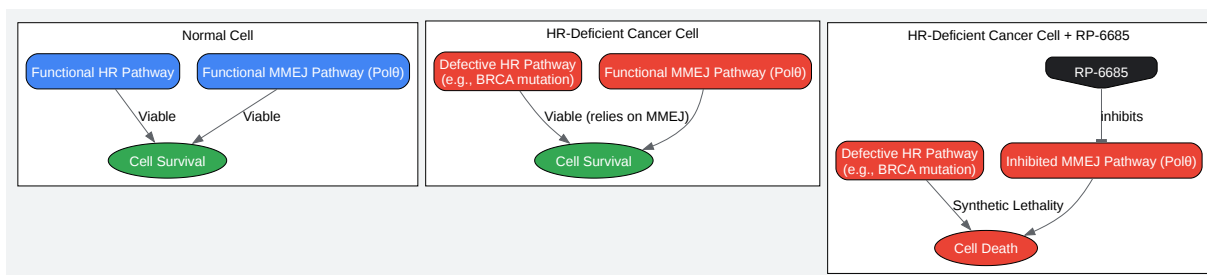 Normal Cell
Functional HR Pathway
Functional MMEJ Pathway (Polθ)
Viable
Viable
Cell Survival
HR-Deficient Cancer Cell
Defective HR Pathway
(e.g., BRCA mutation)
Functional MMEJ Pathway (Polθ)
Viable (relies on MMEJ)
Cell Survival
HR-Deficient Cancer Cell + RP-6685
RP-6685
inhibits
Defective HR Pathway
(e.g., BRCA mutation)
Inhibited MMEJ Pathway (Polθ)
Synthetic Lethality
Cell Death